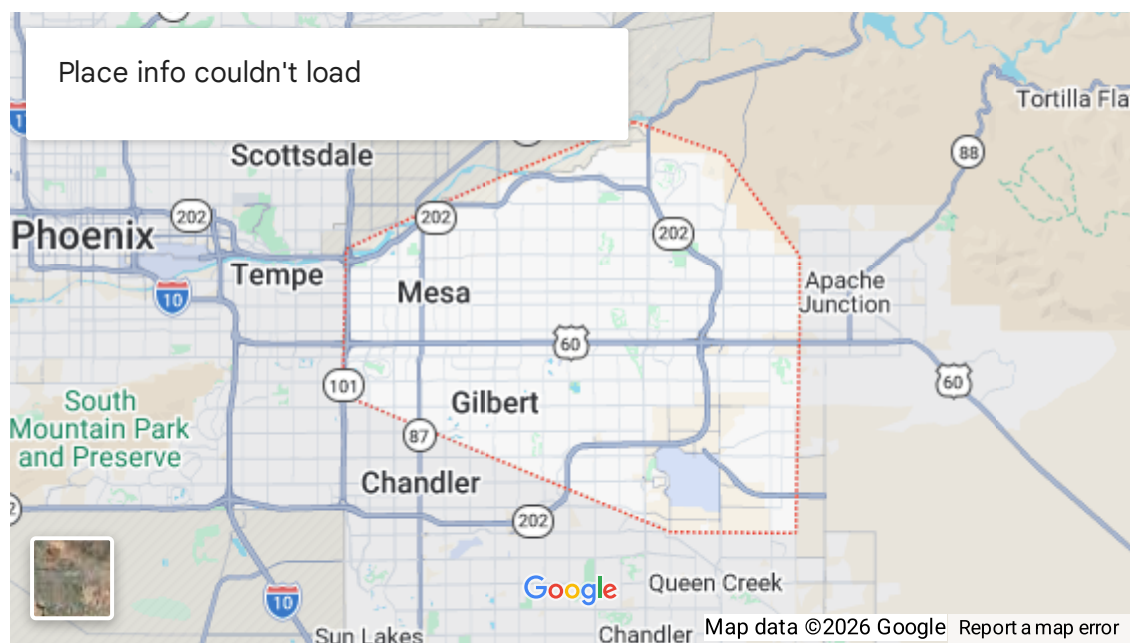 Place info couldn't load
Tortilla Fla
Scottsdale
88
202
202
Phoenix
202
Tempe
10
Mesa
Apache
Junction
60
101
60
South
Mountain Park
and Preserve
Gilbert
87
Chandler
202
Google
Queen Creek
10
Sun Lakes
Chandler
Map data ©2026 Google
Report a map error